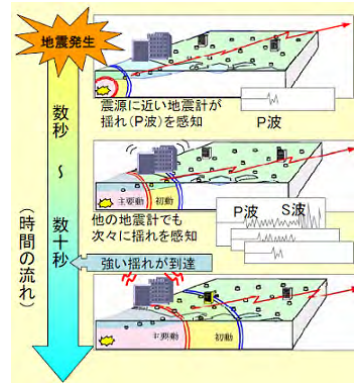 地震発生
震源に近い地震計が
揺れ(P波)を感知
P波
数秒~数十秒
(時間の流れ)
主要動
初動
P波
S波
他の地震計でも
次々に揺れを感知
強い揺れが到達
主要動
初動